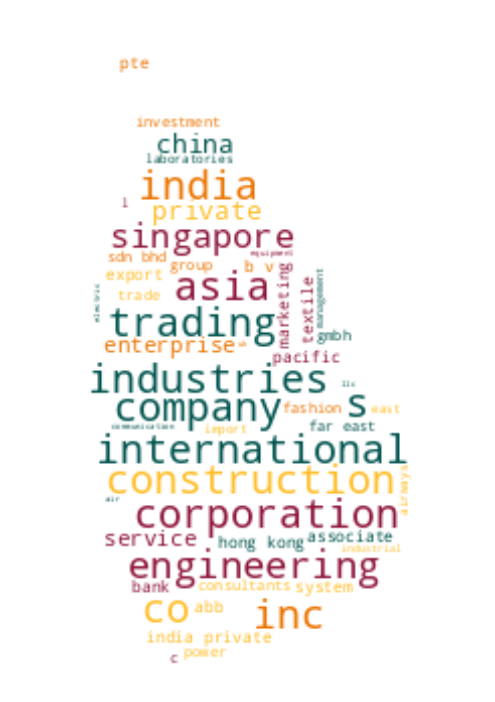 pte
investment
china
laboratories
india
l
private
singapore
equipment
sdn bhd
group
b v
export
asia
marketing
textile
management
electric
trade
trading
gmbh
enterprise
pacific
industries
llc
company
fashion
s
east
communication
import
far east
international
construction
airways
air
corporation
service
hong kong
associate
industrial
engineering
bank
consultants
system
co
abb
inc
india private
c
power